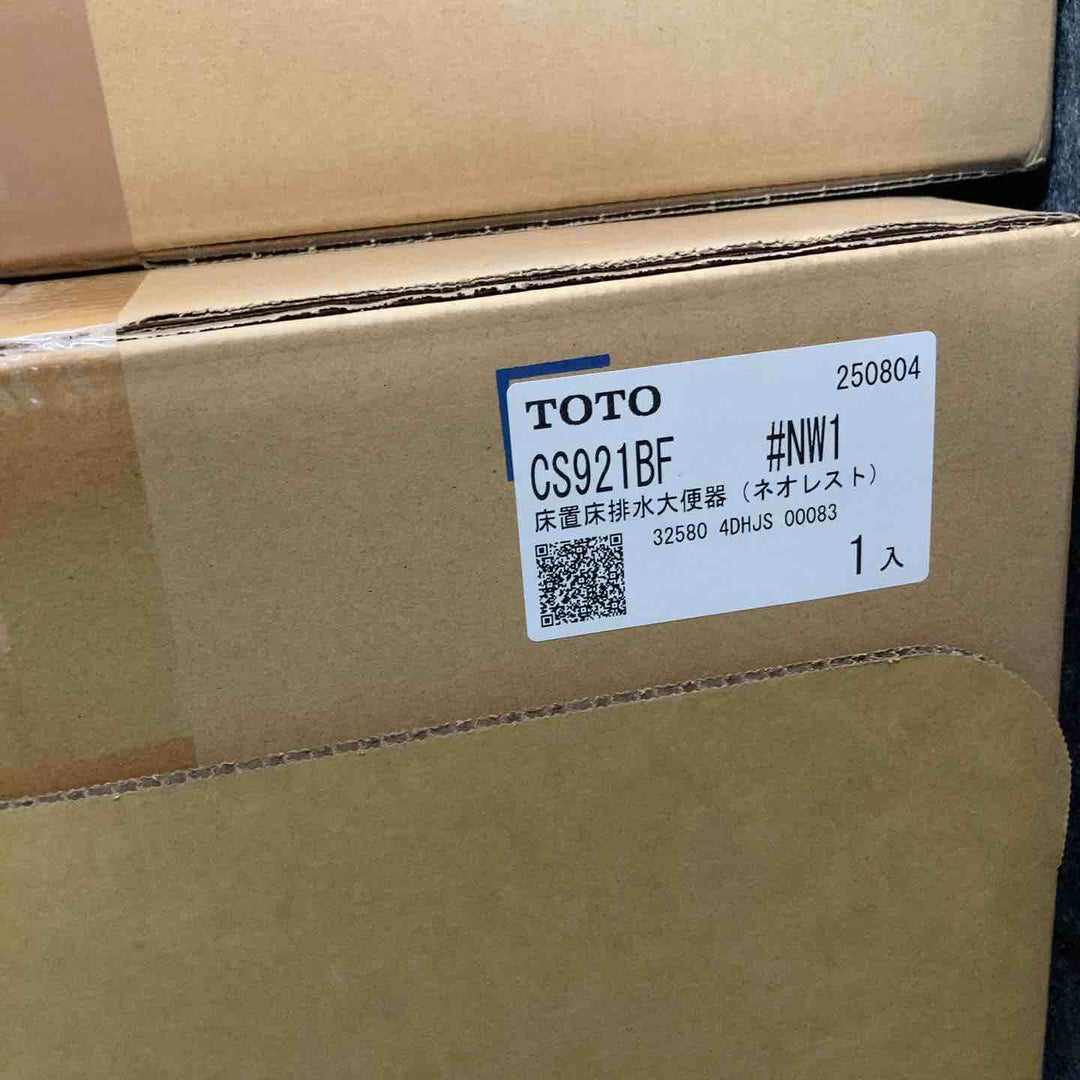 TOTO 250804
CS921BF #NW1
床置床排水大便器（ネオレスト）
32580 4DHJS 00083
1入